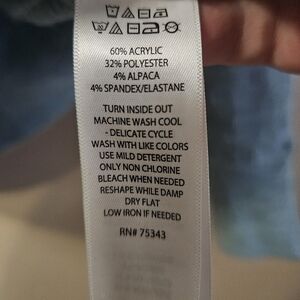 60% ACRYLIC
32% POLYESTER
4% ALPACA
4% SPANDEX/ELASTANE
TURN INSIDE OUT
MACHINE WASH COOL
- DELICATE CYCLE
WASH WITH LIKE COLORS
USE MILD DETERGENT
ONLY NON CHLORINE
BLEACH WHEN NEEDED
RESHAPE WHILE DAMP
DRY FLAT
LOW IRON IF NEEDED
RN# 75343